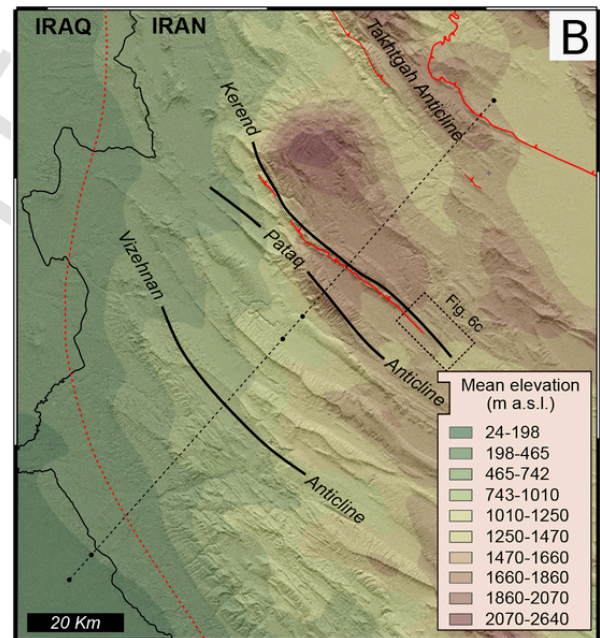 IRAQ
IRAN
B
Takhtgah Anticline
Kerend
Pataq
Vizehnan
Fig. 6c
Anticline
Anticline
Mean elevation
(m a.s.l.)
24-198
198-465
465-742
743-1010
1010-1250
1250-1470
1470-1660
1660-1860
1860-2070
2070-2640
20 Km